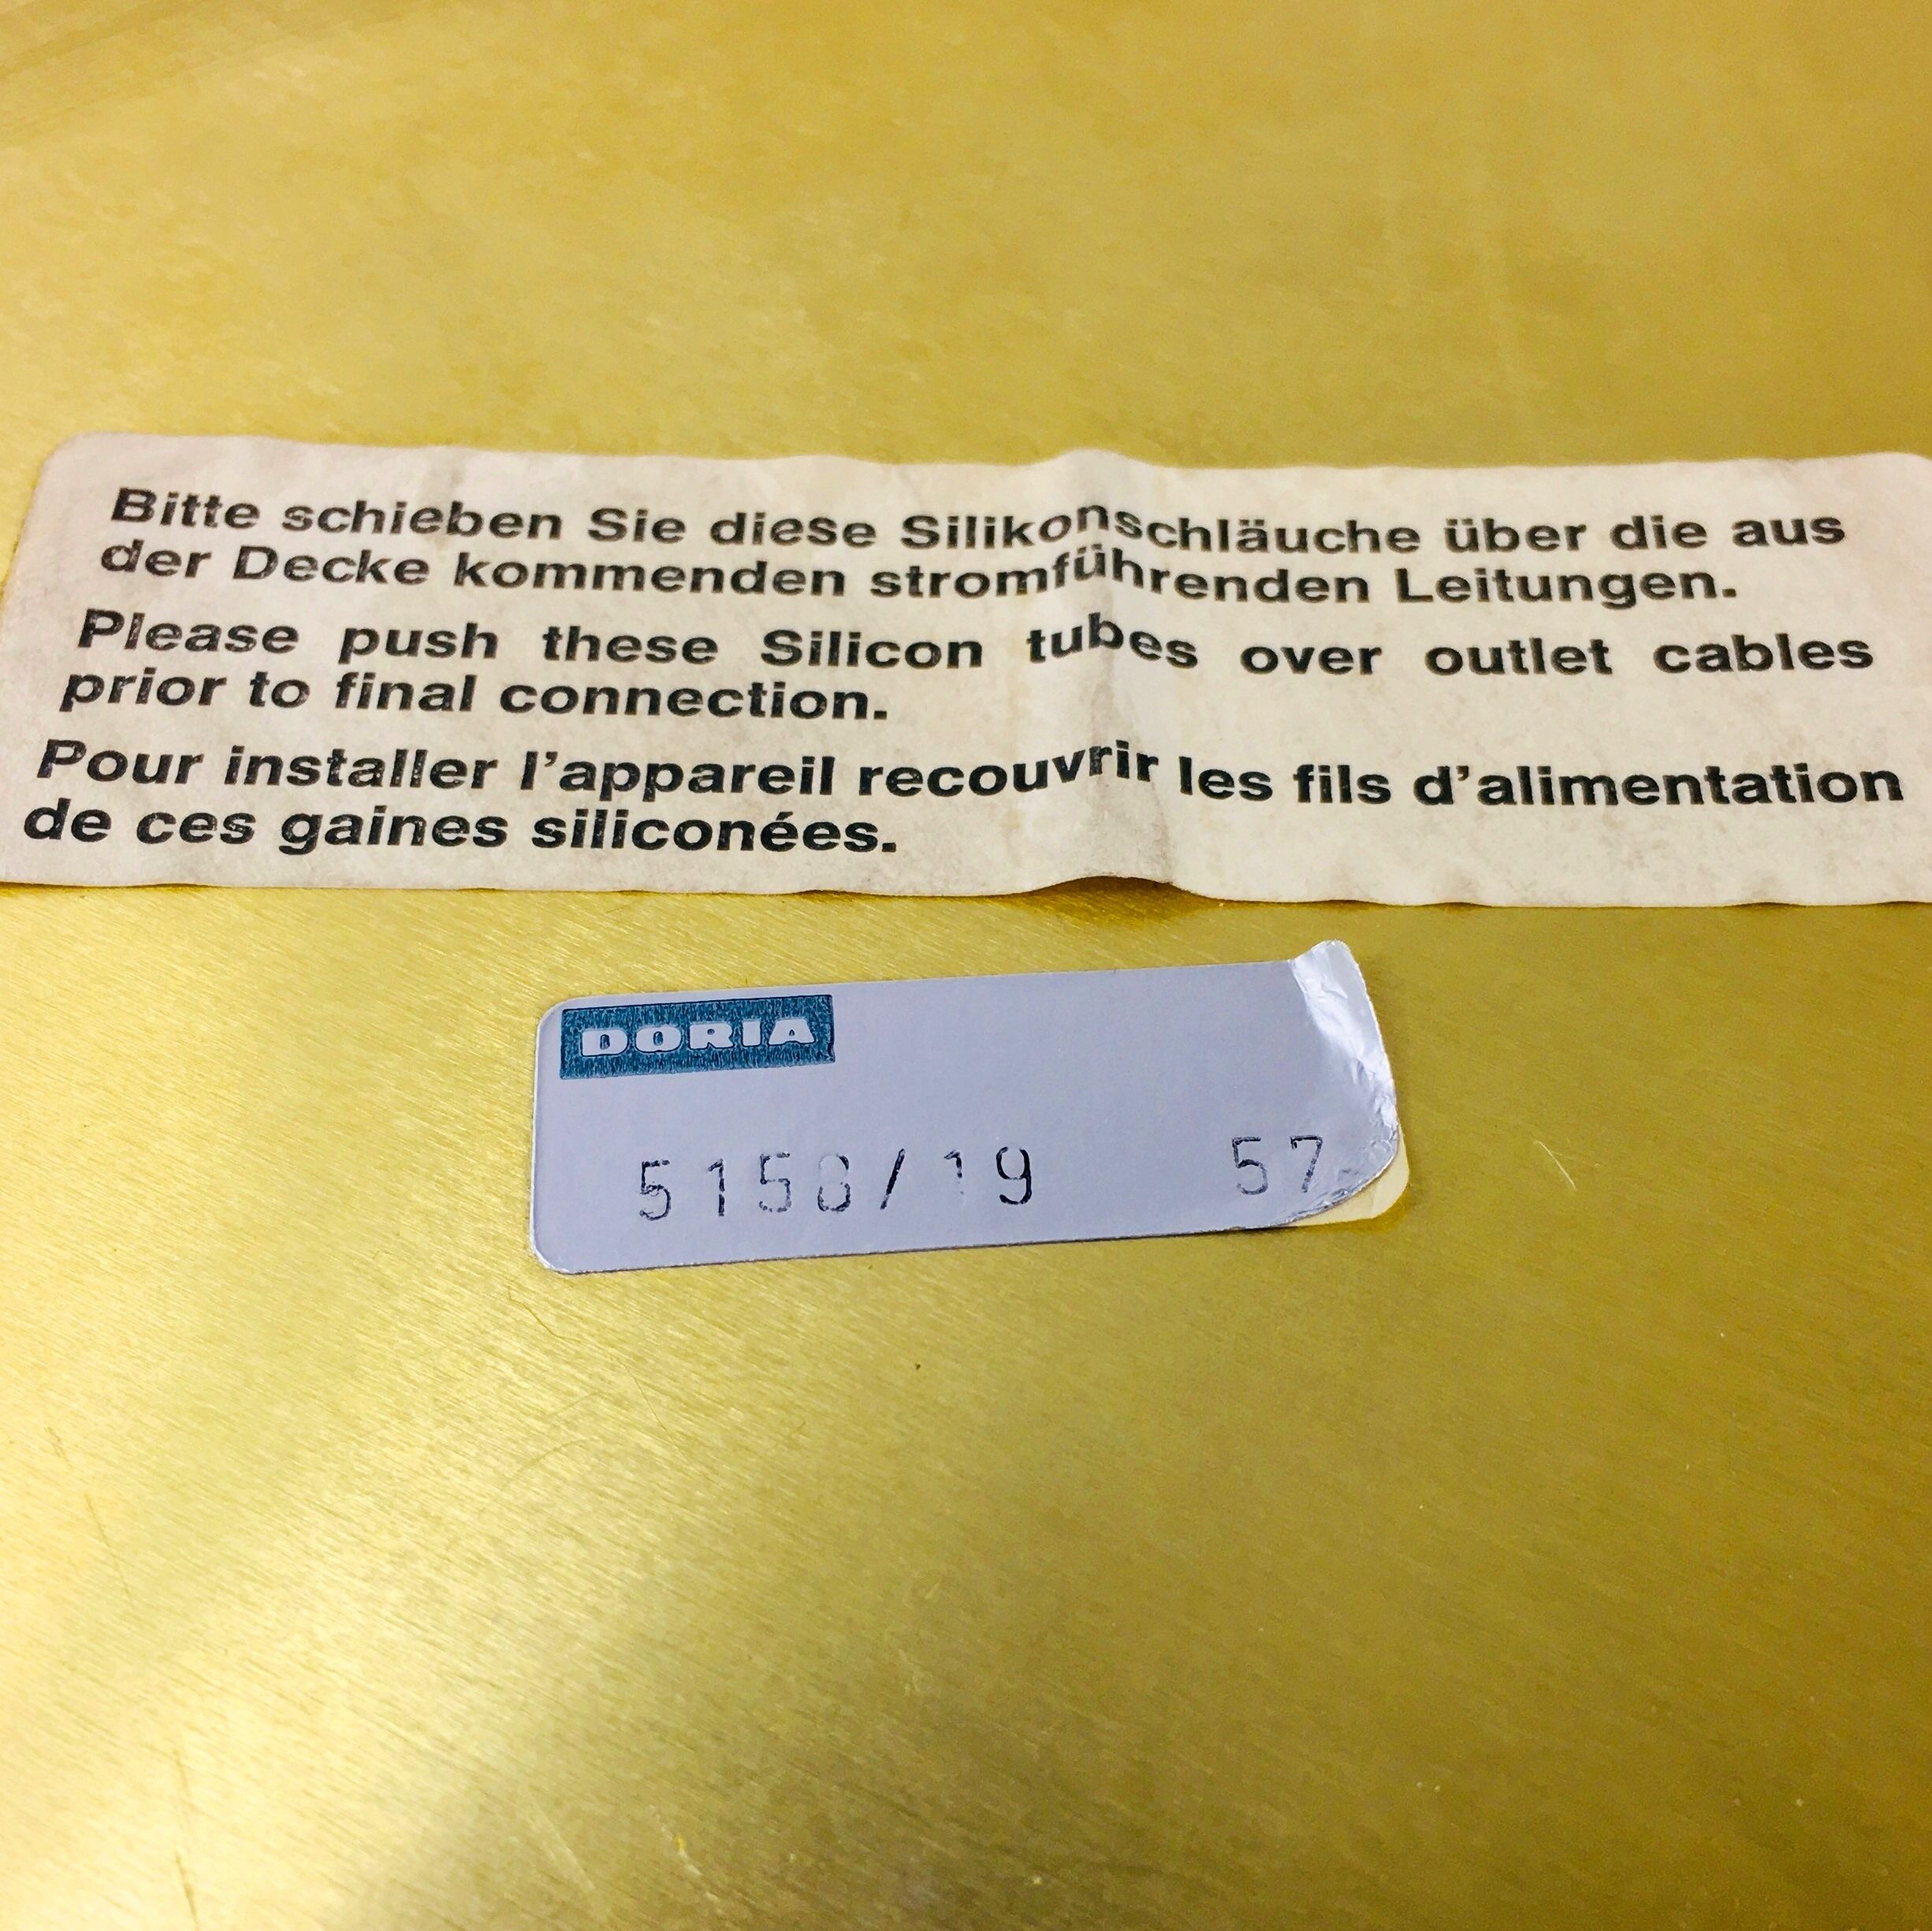 Bitte schieben Sie diese Silikonschläuche über die aus
der Decke kommenden stromführenden Leitungen.
Please push these Silicon tubes over outlet cables
prior to final connection.
Pour installer l'appareil recouvrir les fils d'alimentation
de ces gaines siliconées.
DORIA
57